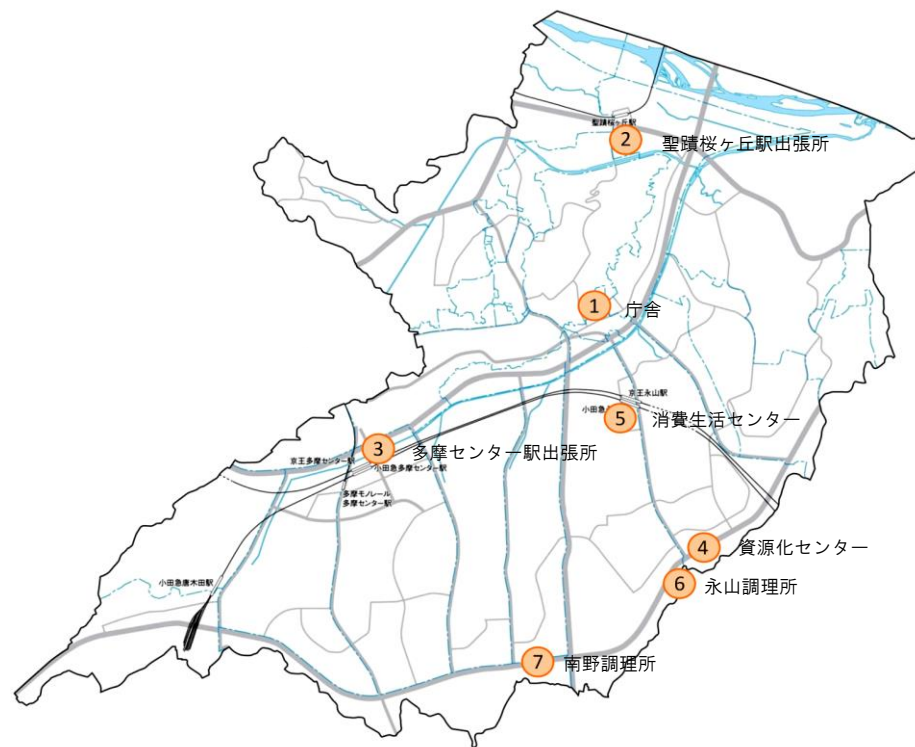 聖蹟桜ヶ丘駅
2
聖蹟桜ヶ丘駅出張所
1
庁舎
京王永山駅
小田急
5
消費生活センター
3
多摩センター駅出張所
京王多摩センター駅
小田急多摩センター駅
多摩モノレール
多摩センター駅
4
資源化センター
小田急唐木田駅
6
永山調理所
7
南野調理所